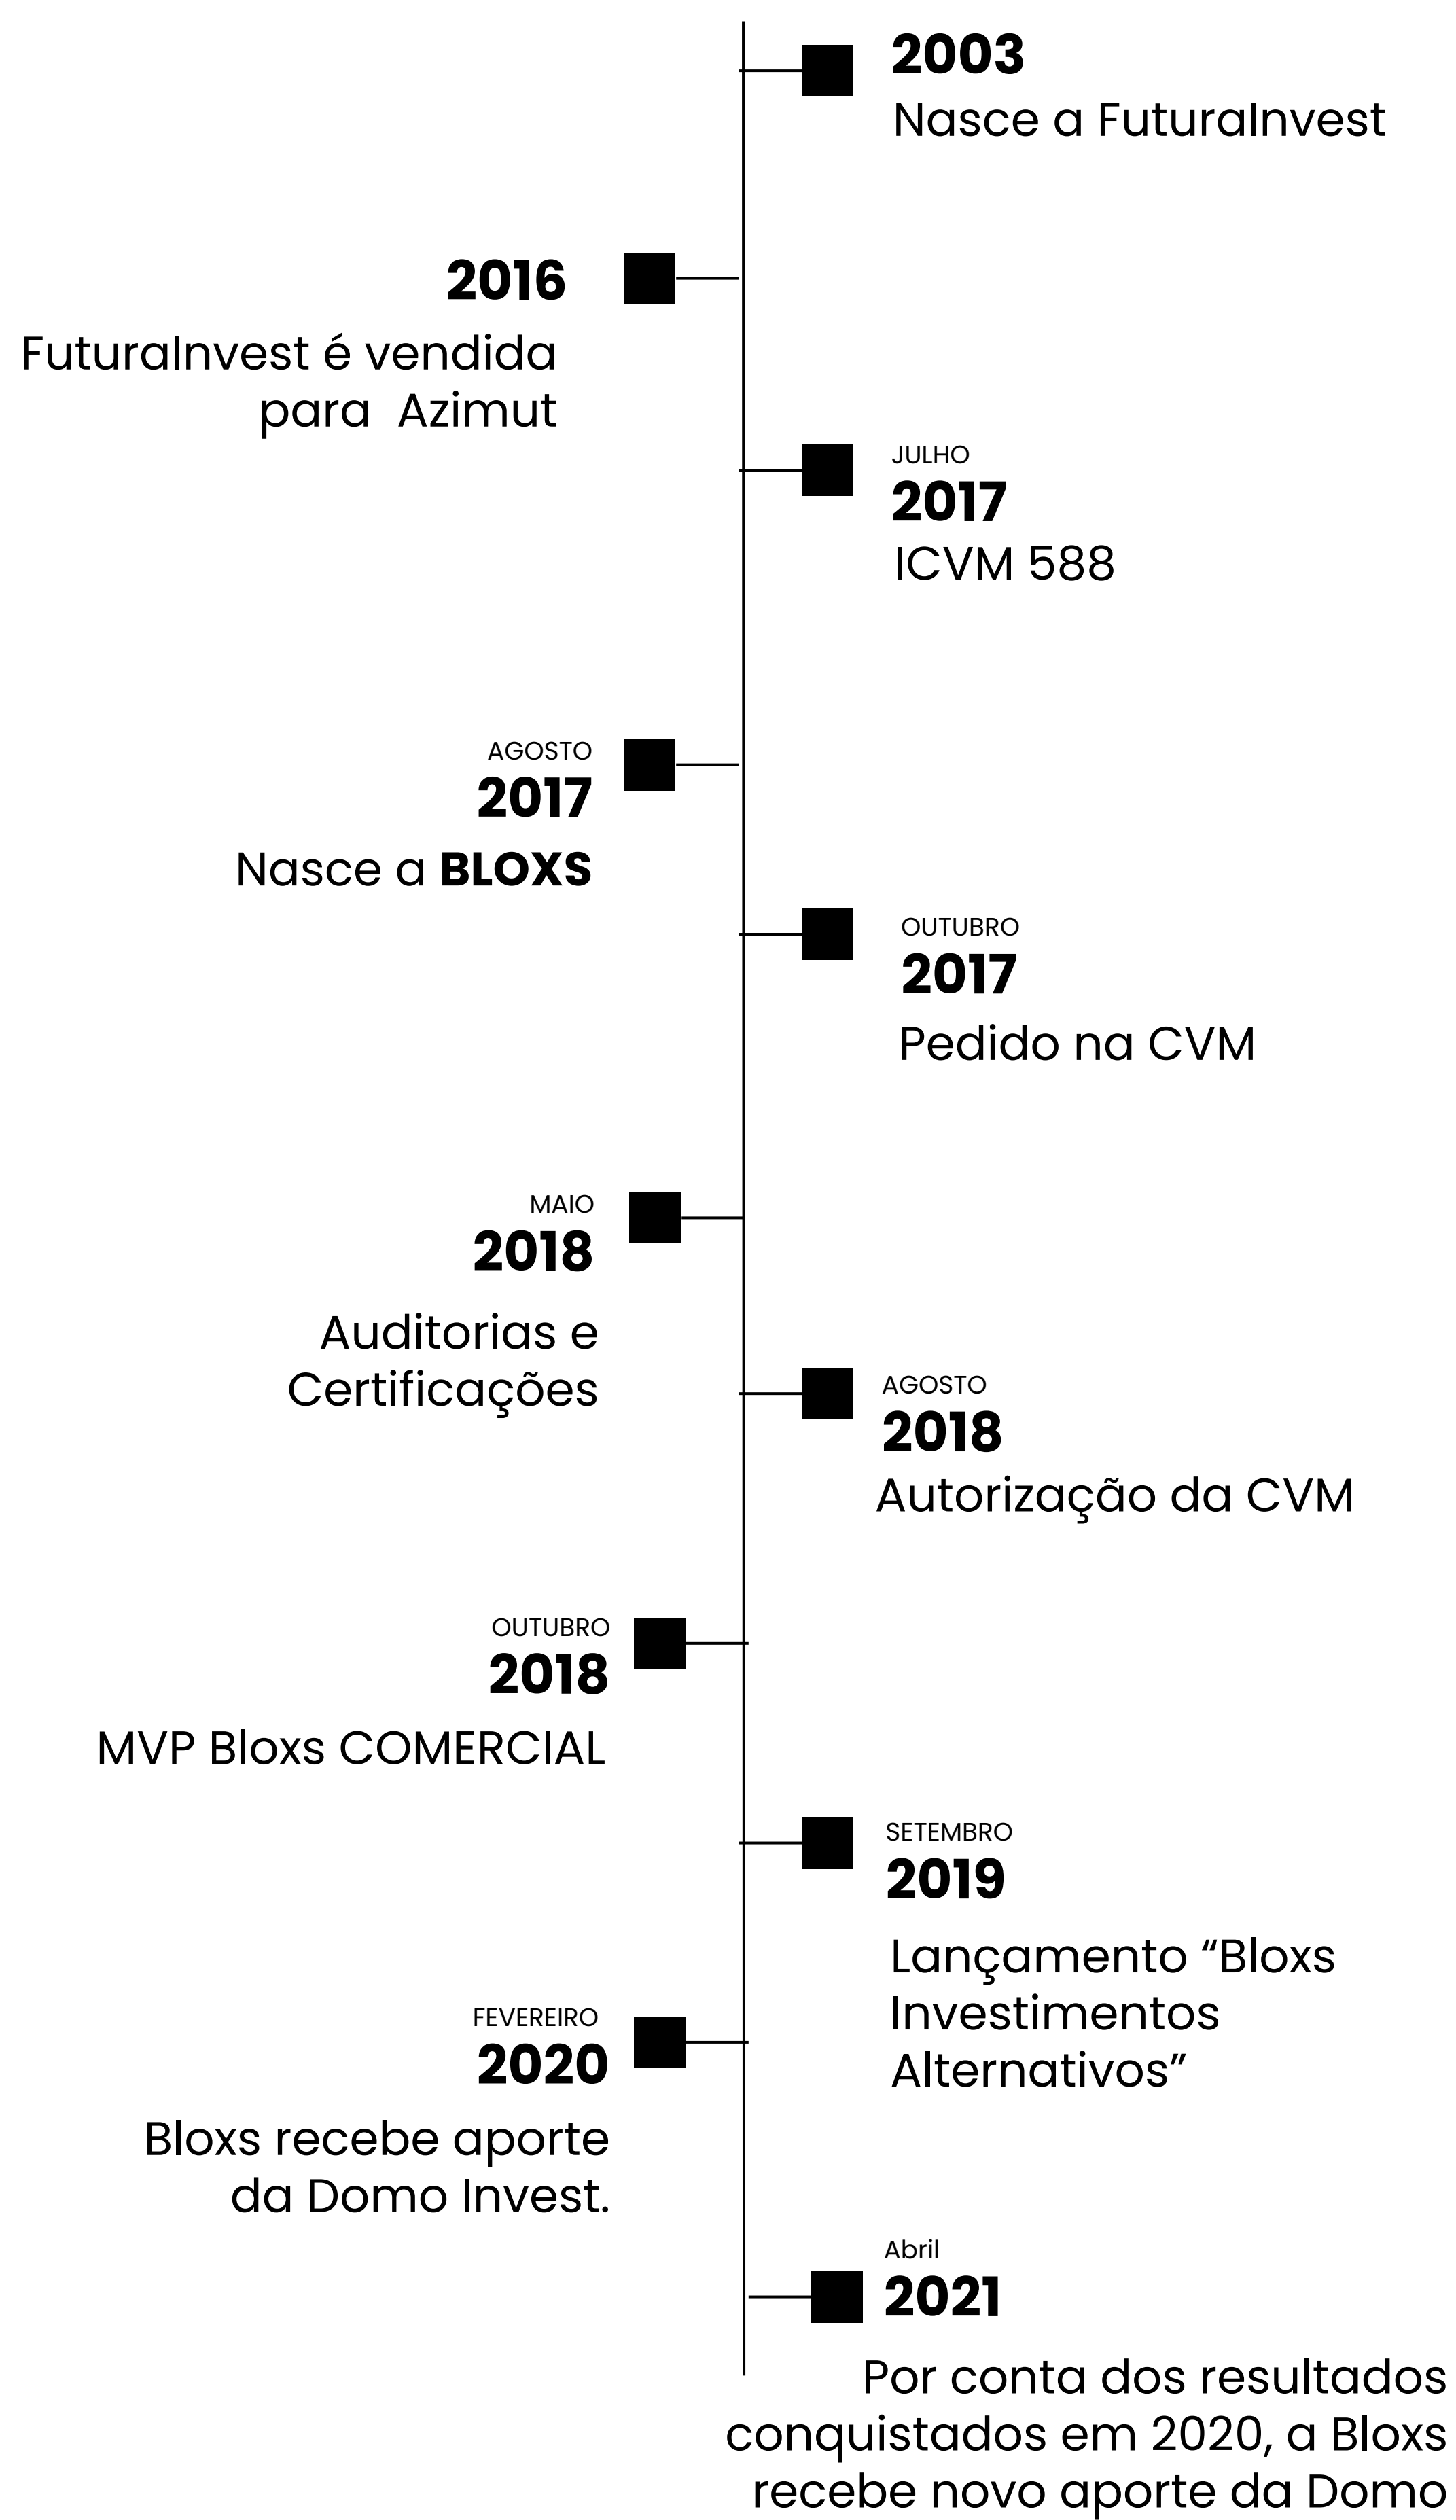 2003
Nasce a FuturaInvest
2016
FuturaInvest é vendida
para Azimut
JULHO
2017
ICVM 588
AGOSTO
2017
Nasce a BLOXS
OUTUBRO
2017
Pedido na CVM
MAIO
2018
Auditorias e
Certificações
AGOSTO
2018
Autorização da CVM
OUTUBRO
2018
MVP Bloxs COMERCIAL
SETEMBRO
2019
Lançamento “Bloxs
Investimentos
Alternativos”
FEVEREIRO
2020
Bloxs recebe aporte
da Domo Invest.
Abril
2021
Por conta dos resultados
conquistados em 2020, a Bloxs
recebe novo aporte da Domo